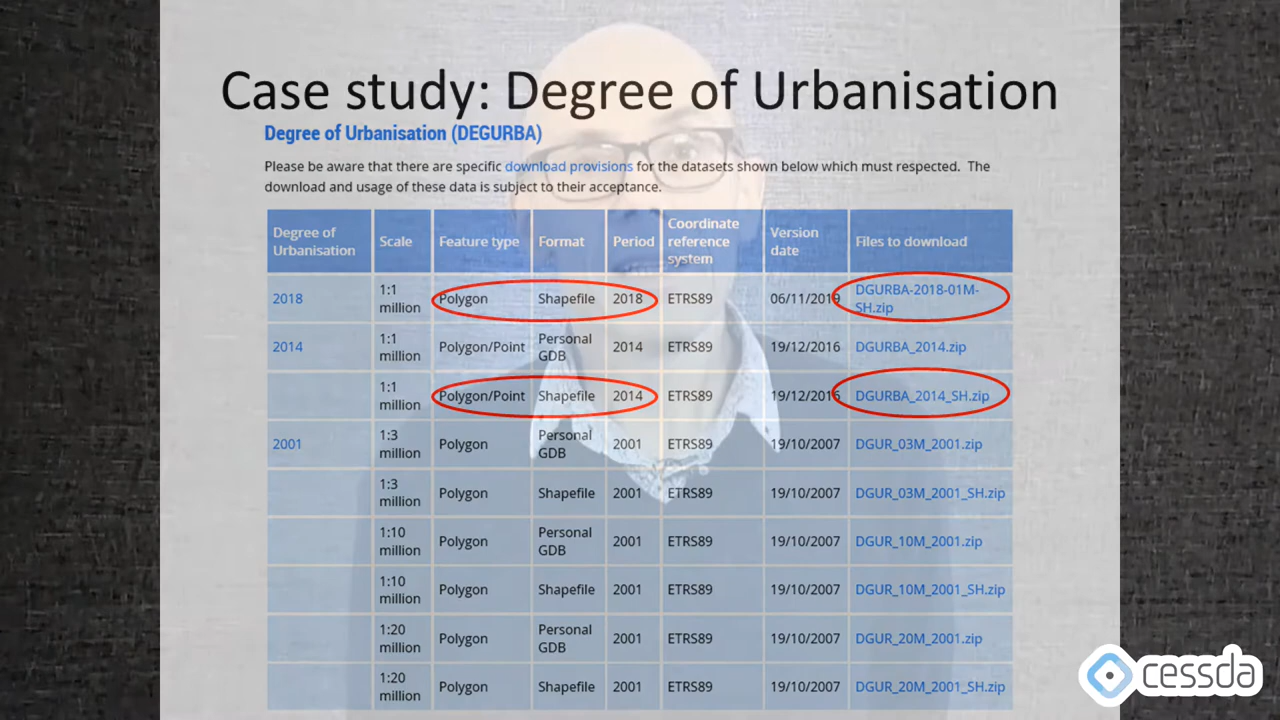 Case study: Degree of Urbanisation
Degree of Urbanisation (DEGURBA)
Please be aware that there are specific download provisions for the datasets shown below which must respected. The
download and usage of these data is subject to their acceptance.
Degree of Urbanisation Scale Feature type Format Period Coordinate reference system Version date Files to download
2018 1:1 million Polygon Shapefile 2018 ETRS89 06/11/2019 DGURBA-2018-01M-SH.zip
2014 1:1 million Polygon/Point Personal GDB 2014 ETRS89 19/12/2016 DGURBA_2014.zip
1:1 million Polygon/Point Shapefile 2014 ETRS89 19/12/2016 DGURBA_2014_SH.zip
2001 1:3 million Polygon Personal GDB 2001 ETRS89 19/10/2007 DGUR_03M_2001.zip
1:3 million Polygon Shapefile 2001 ETRS89 19/10/2007 DGUR_03M_2001_SH.zip
1:10 million Polygon Personal GDB 2001 ETRS89 19/10/2007 DGUR_10M_2001.zip
1:10 million Polygon Shapefile 2001 ETRS89 19/10/2007 DGUR_10M_2001_SH.zip
1:20 million Polygon Personal GDB 2001 ETRS89 19/10/2007 DGUR_20M_2001.zip
1:20 million Polygon Shapefile 2001 ETRS89 19/10/2007 DGUR_20M_2001_SH.zip
cessda